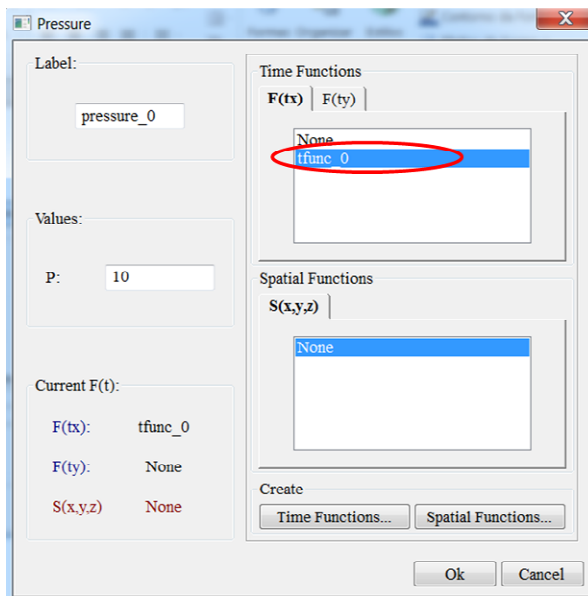 Pressure
Label:
pressure_0
Values:
P: 10
Current F(t):
F(tx): tfunc_0
F(ty): None
S(x,y,z) None
Time Functions
F(tx) F(ty)
None
tfunc_0
Spatial Functions
S(x,y,z)
None
Create
Time Functions... Spatial Functions...
Ok Cancel